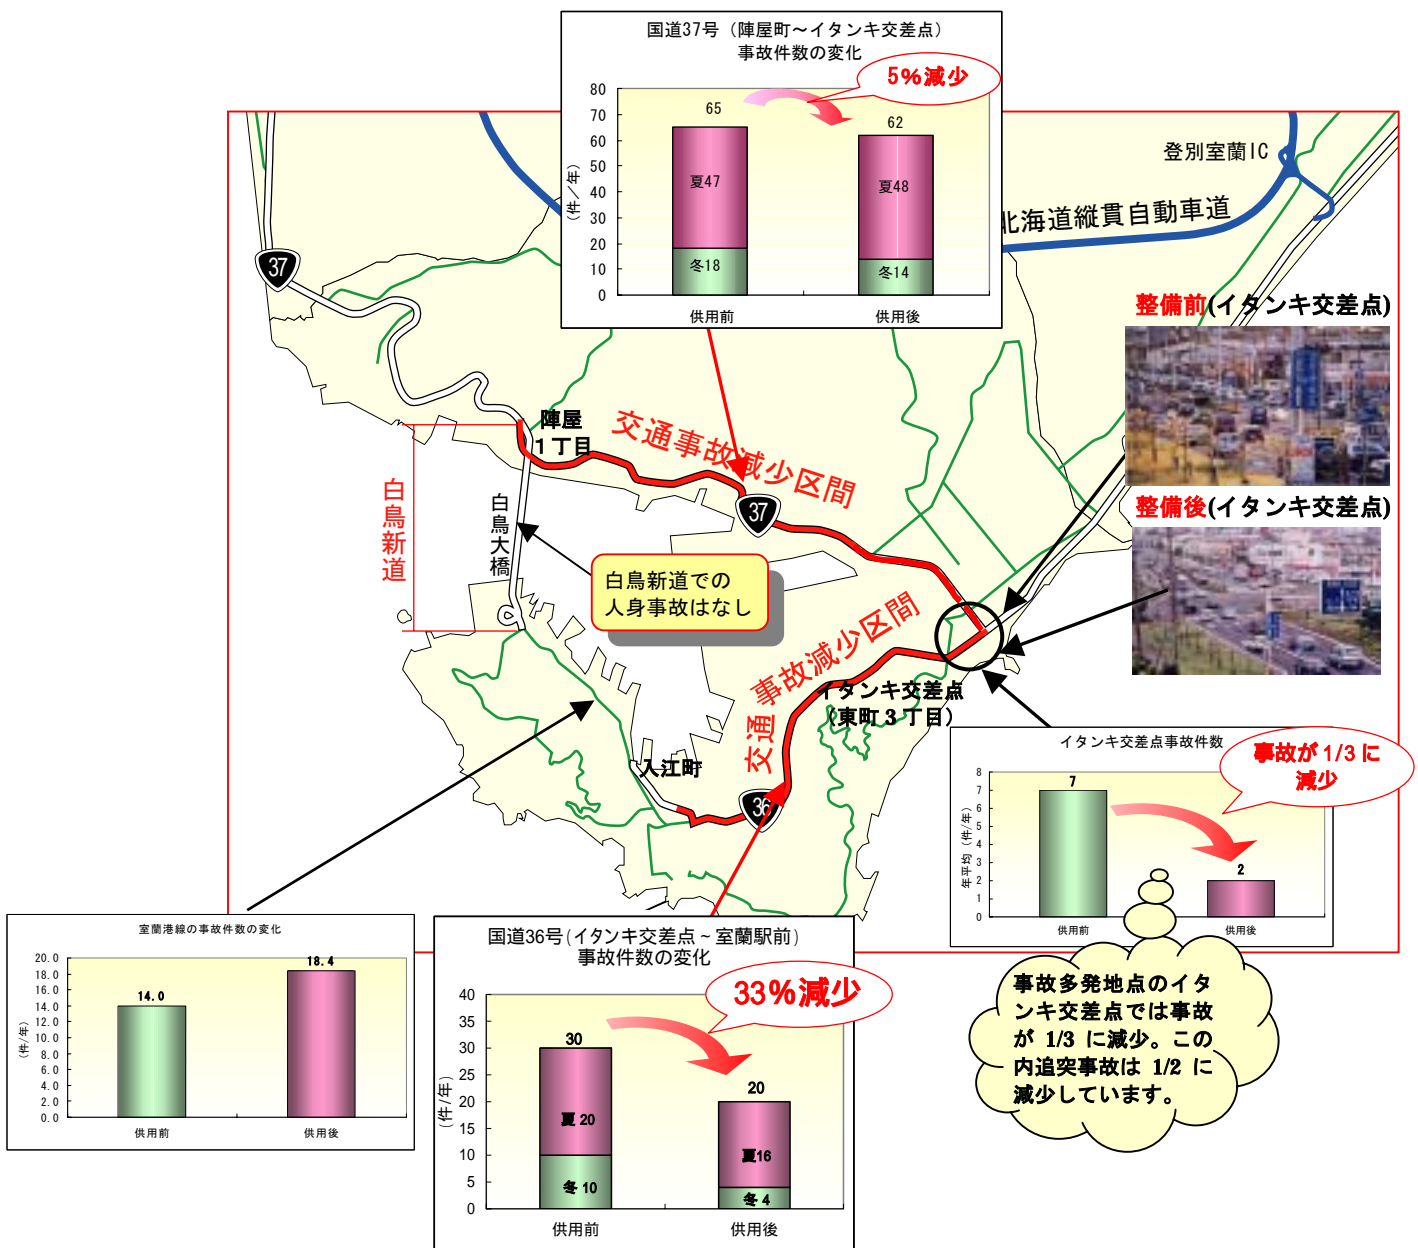 国道37号（陣屋町～イタンキ交差点）
事故件数の変化
5%減少
(件／年)
80
70
60
50
40
30
20
10
0
65
62
夏47
夏48
冬18
冬14
供用前
供用後
登別室蘭IC
北海道縦貫自動車道
37
整備前(イタンキ交差点)
整備後(イタンキ交差点)
陣屋
1丁目
交通事故減少区間
37
白鳥新道
白鳥大橋
白鳥新道での
人身事故はなし
交通 事故減少区間
イタンキ交差点
（東町３丁目）
入江町
36
イタンキ交差点事故件数
事故が 1/3 に
減少
年平均 (件/年)
8
7
6
5
4
3
2
1
0
7
2
供用前
供用後
事故多発地点のイタ
ンキ交差点では事故
が 1/3 に減少。この
内追突事故は 1/2 に
減少しています。
室蘭港線の事故件数の変化
(件/年)
20.0
18.0
16.0
14.0
12.0
10.0
8.0
6.0
4.0
2.0
0.0
14.0
18.4
供用前
供用後
国道36号(イタンキ交差点～室蘭駅前)
事故件数の変化
33%減少
(件/年)
40
35
30
25
20
15
10
5
0
30
20
夏 20
夏16
冬 10
冬 4
供用前
供用後